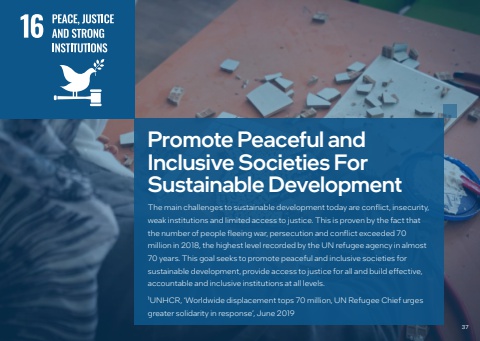 16 PEACE, JUSTICE
AND STRONG
INSTITUTIONS
Promote Peaceful and
Inclusive Societies For
Sustainable Development
The main challenges to sustainable development today are conflict, insecurity,
weak institutions and limited access to justice. This is proven by the fact that
the number of people fleeing war, persecution and conflict exceeded 70
million in 2018, the highest level recorded by the UN refugee agency in almost
70 years. This goal seeks to promote peaceful and inclusive societies for
sustainable development, provide access to justice for all and build effective,
accountable and inclusive institutions at all levels.
¹UNHCR, ‘Worldwide displacement tops 70 million, UN Refugee Chief urges
greater solidarity in response’, June 2019
37